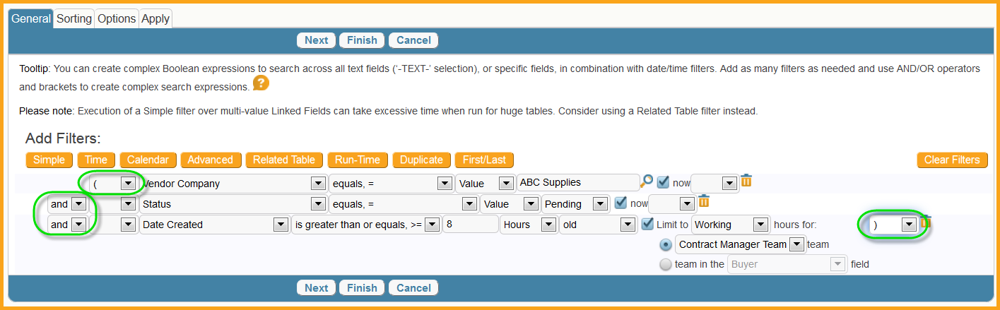 General Sorting Options Apply
Next Finish Cancel
Tooltip: You can create complex Boolean expressions to search across all text fields (‘-TEXT-’ selection), or specific fields, in combination with date/time filters. Add as many filters as needed and use AND/OR operators
and brackets to create complex search expressions. ?
Please note: Execution of a Simple filter over multi-value Linked Fields can take excessive time when run for huge tables. Consider using a Related Table filter instead.
Add Filters:
Simple Time Calendar Advanced Related Table Run-Time Duplicate First/Last Clear Filters
( Vendor Company equals, = Value ABC Supplies now
and Status equals, = Value Pending now
and Date Created is greater than or equals, >= 8 Hours old Limit to Working hours for: )
Contract Manager Team team
team in the Buyer field
Next Finish Cancel